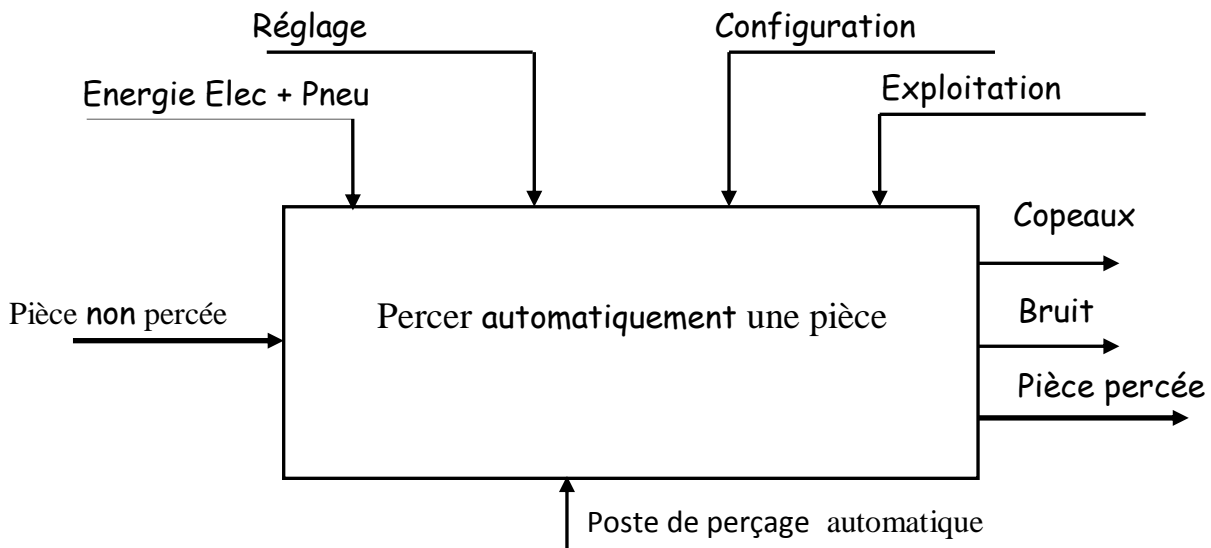 Réglage
Configuration
Energie Elec + Pneu
Exploitation
Copeaux
Pièce non percée
Percer automatiquement une pièce
Bruit
Pièce percée
Poste de perçage automatique